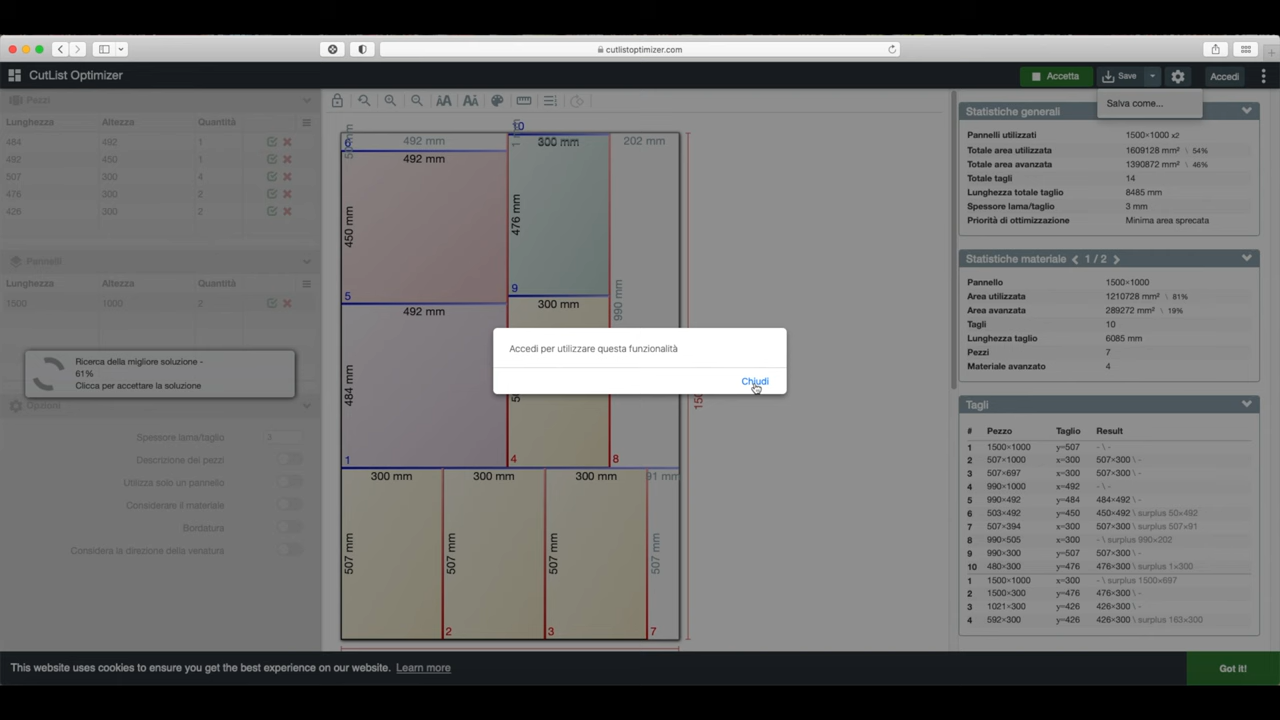 cutlistoptimizer.com
CutList Optimizer
Accetta
Save
Accedi
Salva come...
Pezzi
Lunghezza Altezza Quantità
484 492 1
492 450 1
507 300 4
476 300 2
426 300 2
Pannelli
Lunghezza Altezza Quantità
1500 1000 2
Ricerca della migliore soluzione -
61%
Clicca per accettare la soluzione
Opzioni
Spessore lama/taglio 3
Descrizione dei pezzi
Utilizza solo un pannello
Considerare il materiale
Bordatura
Considera la direzione della venatura
10
6 492 mm 300 mm 202 mm
492 mm
450 mm
476 mm
5
9
492 mm
300 mm
990 mm
484 mm
1
4
8
300 mm 300 mm 300 mm 91 mm
507 mm 507 mm 507 mm 507 mm
2 3 7
Accedi per utilizzare questa funzionalità
Chiudi
Statistiche generali
Pannelli utilizzati 1500×1000 x2
Totale area utilizzata 1609128 mm² \ 54%
Totale area avanzata 1390872 mm² \ 46%
Totale tagli 14
Lunghezza totale taglio 8485 mm
Spessore lama/taglio 3 mm
Priorità di ottimizzazione Minima area sprecata
Statistiche materiale 1 / 2
Pannello 1500×1000
Area utilizzata 1210728 mm² \ 81%
Area avanzata 289272 mm² \ 19%
Tagli 10
Lunghezza taglio 6085 mm
Pezzi 7
Materiale avanzato 4
Tagli
# Pezzo Taglio Result
1 1500×1000 y=507 - \ -
2 507×1000 x=300 507×300 \ -
3 507×697 x=300 507×300 \ -
4 990×1000 x=492 - \ -
5 990×492 y=484 484×492 \ -
6 503×492 y=450 450×492 \ surplus 50×492
7 507×394 x=300 507×300 \ surplus 507×91
8 990×505 x=300 - \ surplus 990×202
9 990×300 y=507 507×300 \ -
10 480×300 y=476 476×300 \ surplus 1×300
1 1500×1000 x=300 - \ surplus 1500×697
2 1500×300 y=476 476×300 \ -
3 1021×300 y=426 426×300 \ -
4 592×300 y=426 426×300 \ surplus 163×300
This website uses cookies to ensure you get the best experience on our website. Learn more
Got it!